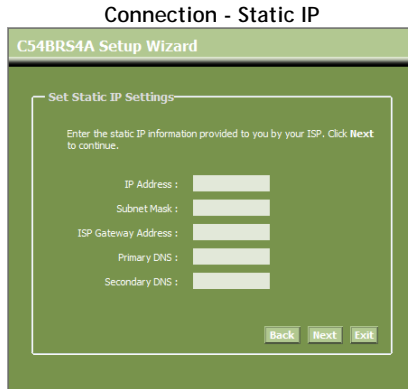 Connection - Static IP
C54BRS4A Setup Wizard
Set Static IP Settings
Enter the static IP information provided to you by your ISP. Click Next
to continue.
IP Address :
Subnet Mask :
ISP Gateway Address :
Primary DNS :
Secondary DNS :
Back Next Exit